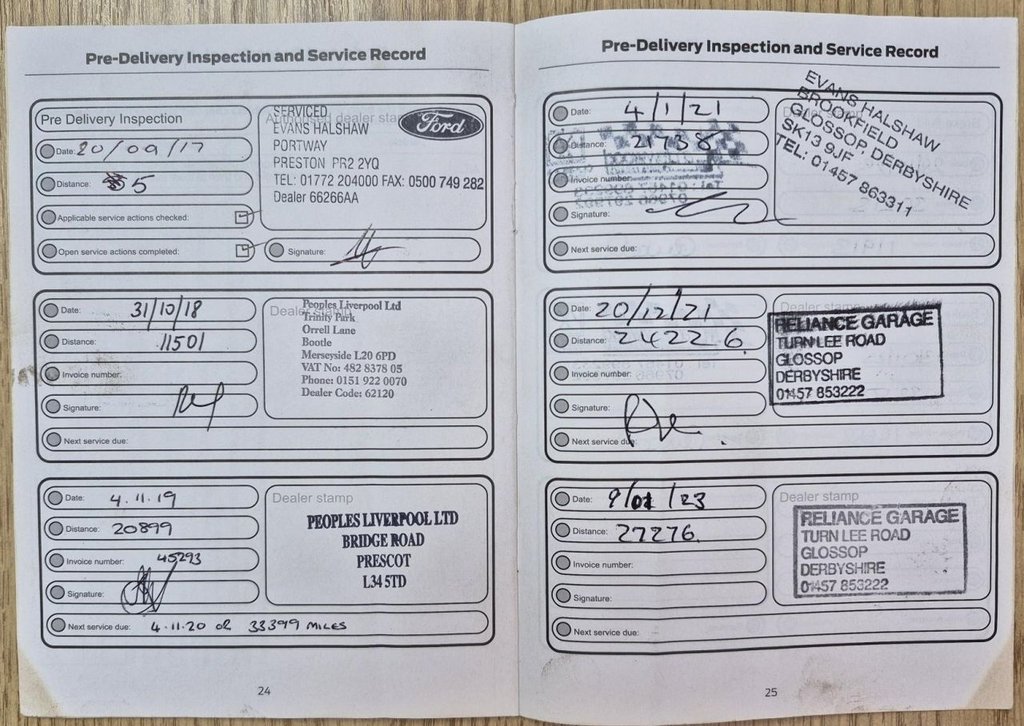 Pre-Delivery Inspection and Service Record
Pre Delivery Inspection
Date: 20/09/17
Distance: 5
Applicable service actions checked:
Open service actions completed:
SERVICED
EVANS HALSHAW
PORTWAY
PRESTON PR2 2YQ
TEL: 01772 204000 FAX: 0500 749 282
Dealer 66266AA
Ford
Signature:
Date: 31/10/18
Distance: 11501
Invoice number:
Signature:
Next service due:
Dealer stamp
Peoples Liverpool Ltd
Trinity Park
Orrell Lane
Bootle
Merseyside L20 6PD
VAT No: 482 8378 05
Phone: 0151 922 0070
Dealer Code: 62120
Date: 4.11.19
Distance: 20899
Invoice number: 45293
Signature:
Next service due: 4.11.20 or 33399 MILES
Dealer stamp
PEOPLES LIVERPOOL LTD
BRIDGE ROAD
PRESCOT
L34 5TD
24
Pre-Delivery Inspection and Service Record
Date: 4/1/21
Distance: 21738
Invoice number:
Signature:
Next service due:
EVANS HALSHAW
BROOKFIELD
GLOSSOP, DERBYSHIRE
SK13 9JF
TEL: 01457 863311
Date: 20/12/21
Distance: 24226
Invoice number:
Signature:
Next service due:
Dealer stamp
RELIANCE GARAGE
TURN LEE ROAD
GLOSSOP
DERBYSHIRE
01457 853222
Date: 9/01/23
Distance: 27276
Invoice number:
Signature:
Next service due:
Dealer stamp
RELIANCE GARAGE
TURN LEE ROAD
GLOSSOP
DERBYSHIRE
01457 853222
25